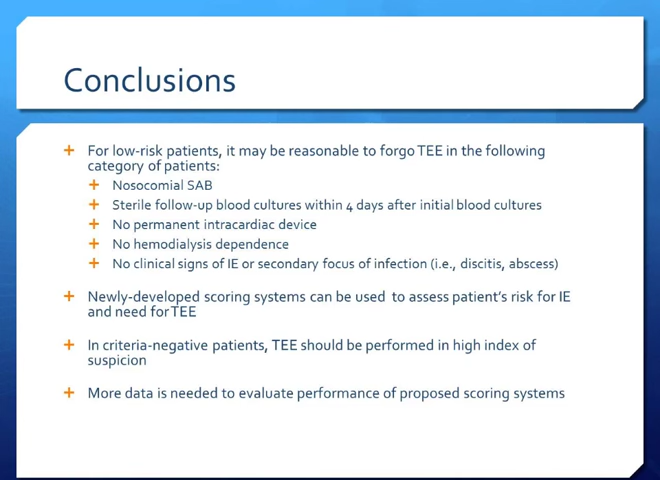 Conclusions
For low-risk patients, it may be reasonable to forgo TEE in the following
category of patients:
Nosocomial SAB
Sterile follow-up blood cultures within 4 days after initial blood cultures
No permanent intracardiac device
No hemodialysis dependence
No clinical signs of IE or secondary focus of infection (i.e., discitis, abscess)
Newly-developed scoring systems can be used to assess patient's risk for IE
and need for TEE
In criteria-negative patients, TEE should be performed in high index of
suspicion
More data is needed to evaluate performance of proposed scoring systems